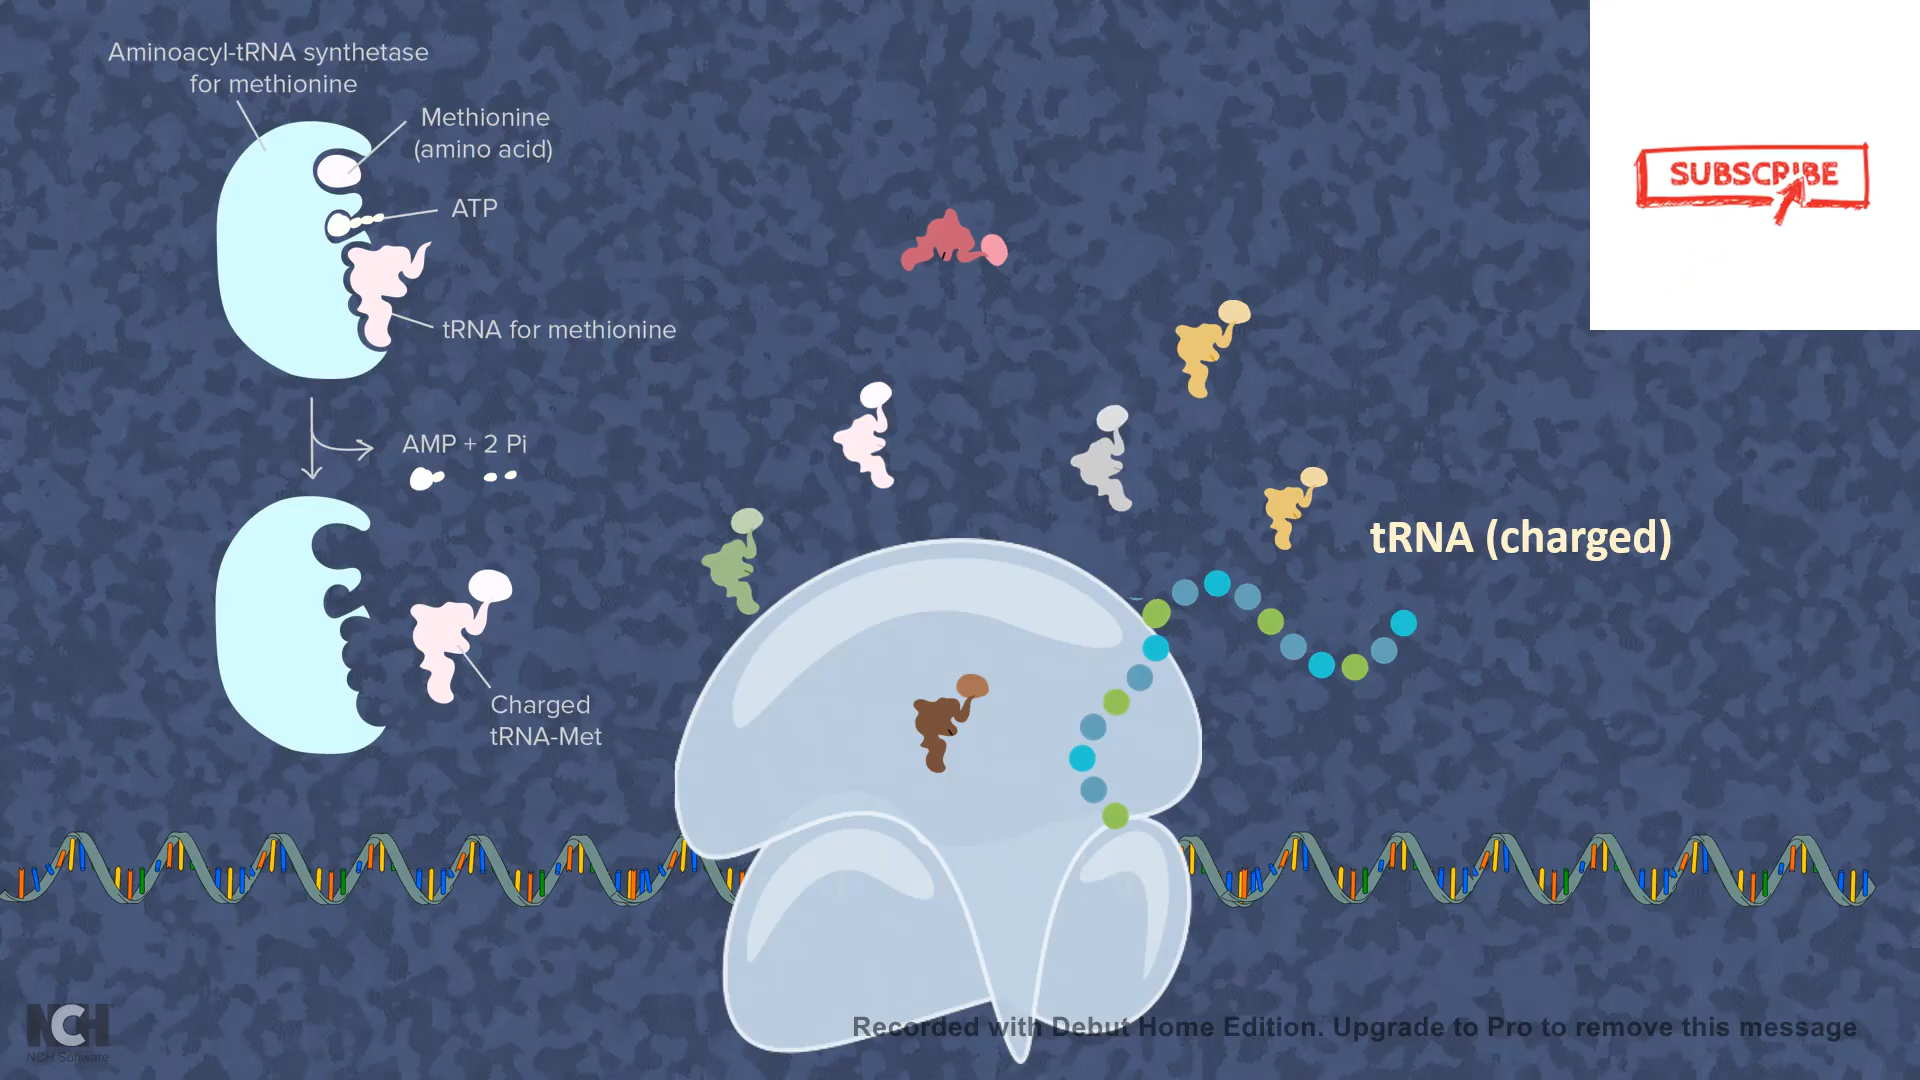 Aminoacyl-tRNA synthetase
for methionine
Methionine
(amino acid)
ATP
tRNA for methionine
AMP + 2 Pi
Charged
tRNA-Met
SUBSCRIBE
tRNA (charged)
NCH
NCH Software
Recorded with Debut Home Edition. Upgrade to Pro to remove this message